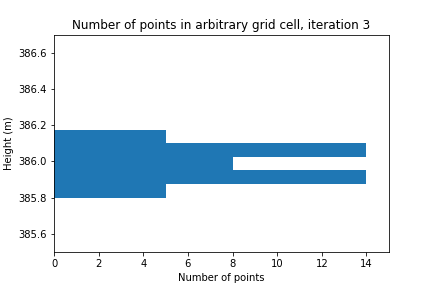 Number of points in arbitrary grid cell, iteration 3
Height (m)
386.6
386.4
386.2
386.0
385.8
385.6
0 2 4 6 8 10 12 14
Number of points